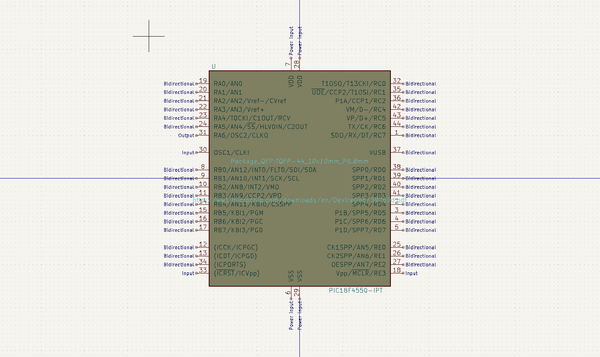 Power Input Power Input
7 28
U
VDD VDD
Bidirectional 19 RA0/AN0 T1OSO/T13CKI/RC0 32 Bidirectional
Bidirectional 20 RA1/AN1 UOE/CCP2/T1OSI/RC1 35 Bidirectional
Bidirectional 21 RA2/AN2/Vref-/CVref P1A/CCP1/RC2 36 Bidirectional
Bidirectional 22 RA3/AN3/Vref+ VM/D-/RC4 42 Bidirectional
Bidirectional 23 RA4/T0CKI/C1OUT/RCV VP/D+/RC5 43 Bidirectional
Bidirectional 24 RA5/AN4/SS/HLVDIN/C2OUT TX/CK/RC6 44 Bidirectional
Output 31 RA6/OSC2/CLKO SDO/RX/DT/RC7 1 Bidirectional
Input 30 OSC1/CLKI VUSB 37 Bidirectional
Package_QFP:TQFP-44_10x10mm_P0.8mm
Bidirectional 8 RB0/AN12/INT0/FLT0/SDI/SDA SPP0/RD0 38 Bidirectional
Bidirectional 9 RB1/AN10/INT1/SCK/SCL SPP1/RD1 39 Bidirectional
Bidirectional 10 RB2/AN8/INT2/VMO SPP2/RD2 40 Bidirectional
Bidirectional 11 RB3/AN9/CCP2/VPO SPP3/RD3 41 Bidirectional
RB4/AN11/KBI0/CSSPP SPP4/RD4
Bidirectional 15 RB5/KBI1/PGM P1B/SPP5/RD5 3 Bidirectional
Bidirectional 16 RB6/KBI2/PGC P1C/SPP6/RD6 4 Bidirectional
Bidirectional 17 RB7/KBI3/PGD P1D/SPP7/RD7 5 Bidirectional
Bidirectional 12 (ICCK/ICPGC) CK1SPP/AN5/RE0 25 Bidirectional
Bidirectional 13 (ICDT/ICPGD) CK2SPP/AN6/RE1 26 Bidirectional
Bidirectional 34 (ICPORTS) OESPP/AN7/RE2 27 Bidirectional
Input 33 (ICRST/ICVpp) Vpp/MCLR/RE3 18 Input
VSS VSS
PIC18F4550-IPT
6 29
Power Input Power Input